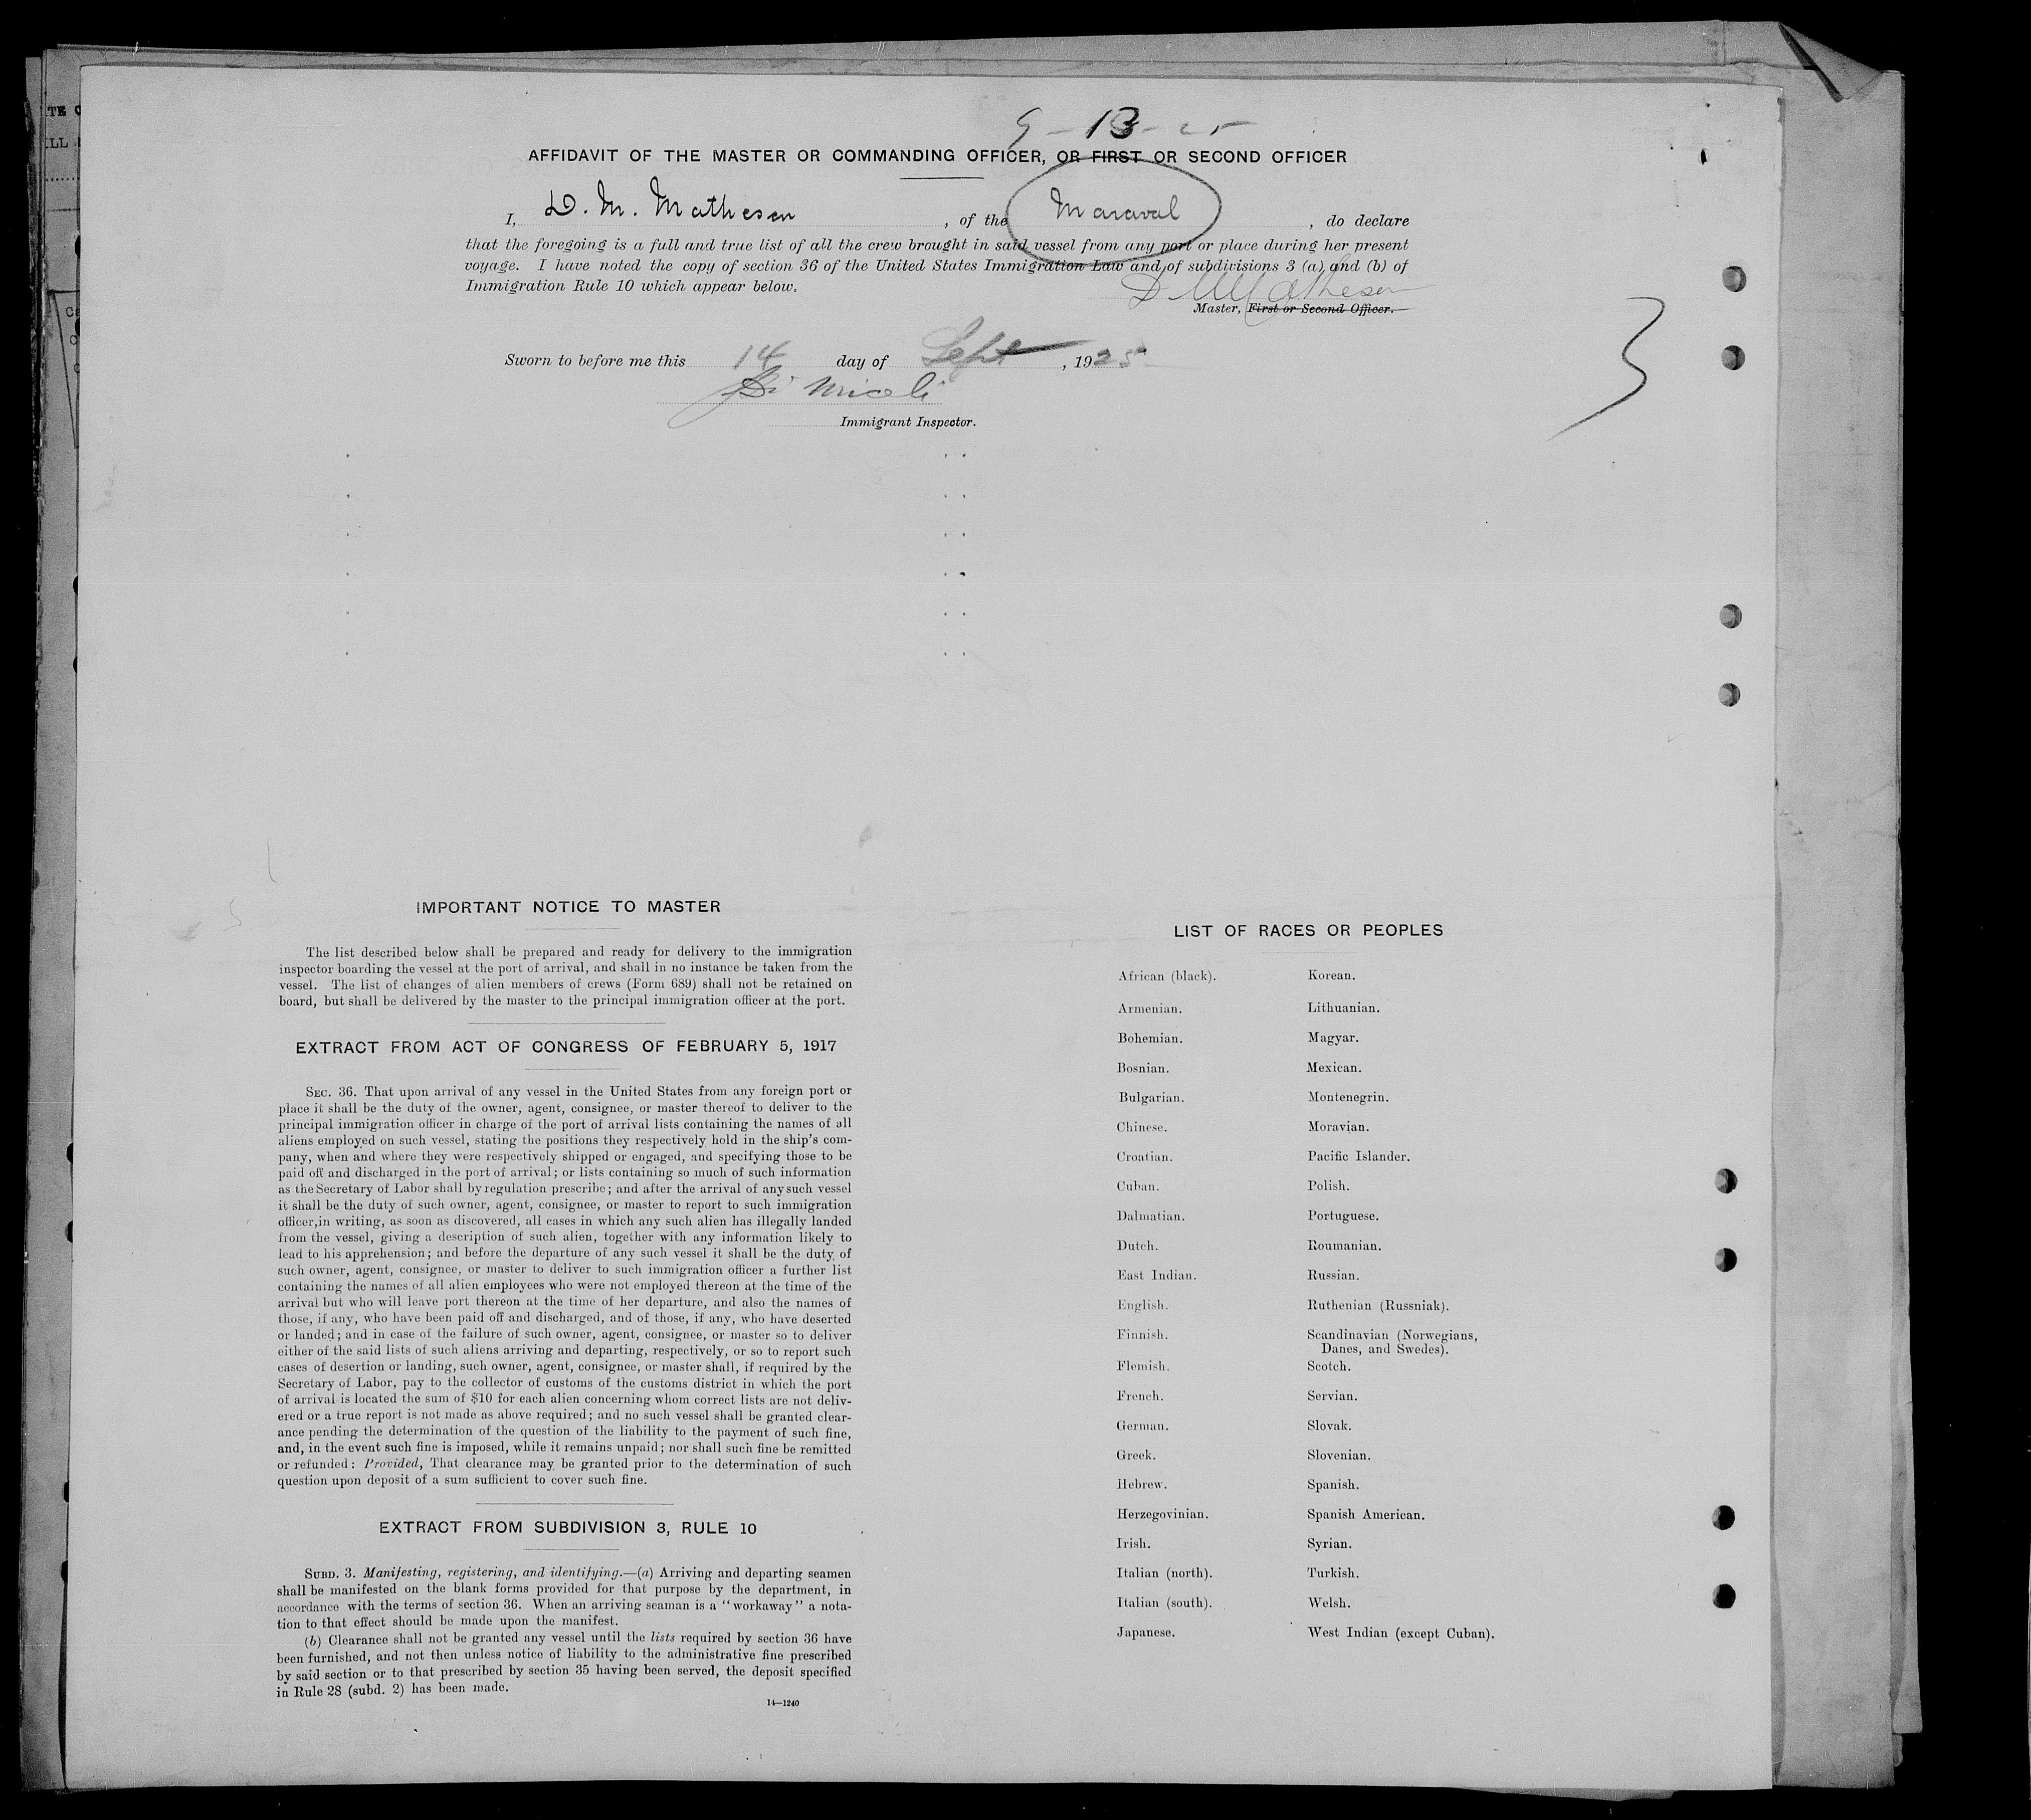 9-13-25
AFFIDAVIT OF THE MASTER OR COMMANDING OFFICER, OR FIRST OR SECOND OFFICER
I, D. M. Mathesen, of the Maraval, do declare
that the foregoing is a full and true list of all the crew brought in said vessel from any port or place during her present
voyage. I have noted the copy of section 36 of the United States Immigration Law and of subdivisions 3 (a) and (b) of
Immigration Rule 10 which appear below.
D M Mathesen
Master, First or Second Officer.
3
Sworn to before me this 14 day of Sept, 1925
Immigrant Inspector.
IMPORTANT NOTICE TO MASTER
The list described below shall be prepared and ready for delivery to the immigration
inspector boarding the vessel at the port of arrival, and shall in no instance be taken from the
vessel. The list of changes of alien members of crews (Form 689) shall not be retained on
board, but shall be delivered by the master to the principal immigration officer at the port.
EXTRACT FROM ACT OF CONGRESS OF FEBRUARY 5, 1917
SEC. 36. That upon arrival of any vessel in the United States from any foreign port or
place it shall be the duty of the owner, agent, consignee, or master thereof to deliver to the
principal immigration officer in charge of the port of arrival lists containing the names of all
aliens employed on such vessel, stating the positions they respectively hold in the ship's com-
pany, when and where they were respectively shipped or engaged, and specifying those to be
paid off and discharged in the port of arrival; or lists containing so much of such information
as the Secretary of Labor shall by regulation prescribe; and after the arrival of any such vessel
it shall be the duty of such owner, agent, consignee, or master to report to such immigration
officer, in writing, as soon as discovered, all cases in which any such alien has illegally landed
from the vessel, giving a description of such alien, together with any information likely to
lead to his apprehension; and before the departure of any such vessel it shall be the duty of
such owner, agent, consignee, or master to deliver to such immigration officer a further list
containing the names of all alien employees who were not employed thereon at the time of the
arrival but who will leave port thereon at the time of her departure, and also the names of
those, if any, who have been paid off and discharged, and of those, if any, who have deserted
or landed; and in case of the failure of such owner, agent, consignee, or master so to deliver
either of the said lists of such aliens arriving and departing, respectively, or so to report such
cases of desertion or landing, such owner, agent, consignee, or master shall, if required by the
Secretary of Labor, pay to the collector of customs of the customs district in which the port
of arrival is located the sum of $10 for each alien concerning whom correct lists are not deliv-
ered or a true report is not made as above required; and no such vessel shall be granted clear-
ance pending the determination of the question of the liability to the payment of such fine,
and, in the event such fine is imposed, while it remains unpaid; nor shall such fine be remitted
or refunded: Provided, That clearance may be granted prior to the determination of such
question upon deposit of a sum sufficient to cover such fine.
EXTRACT FROM SUBDIVISION 3, RULE 10
SUBD. 3. Manifesting, registering, and identifying.—(a) Arriving and departing seamen
shall be manifested on the blank forms provided for that purpose by the department, in
accordance with the terms of section 36. When an arriving seaman is a "workaway" a nota-
tion to that effect should be made upon the manifest.
(b) Clearance shall not be granted any vessel until the lists required by section 36 have
been furnished, and not then unless notice of liability to the administrative fine prescribed
by said section or to that prescribed by section 35 having been served, the deposit specified
in Rule 28 (subd. 2) has been made.
14—1240
LIST OF RACES OR PEOPLES
African (black).
Armenian.
Bohemian.
Bosnian.
Bulgarian.
Chinese.
Croatian.
Cuban.
Dalmatian.
Dutch.
East Indian.
English.
Finnish.
Flemish.
French.
German.
Greek.
Hebrew.
Herzegovinian.
Irish.
Italian (north).
Italian (south).
Japanese.
Korean.
Lithuanian.
Magyar.
Mexican.
Montenegrin.
Moravian.
Pacific Islander.
Polish.
Portuguese.
Roumanian.
Russian.
Ruthenian (Russniak).
Scandinavian (Norwegians,
Danes, and Swedes).
Scotch.
Servian.
Slovak.
Slovenian.
Spanish.
Spanish American.
Syrian.
Turkish.
Welsh.
West Indian (except Cuban).